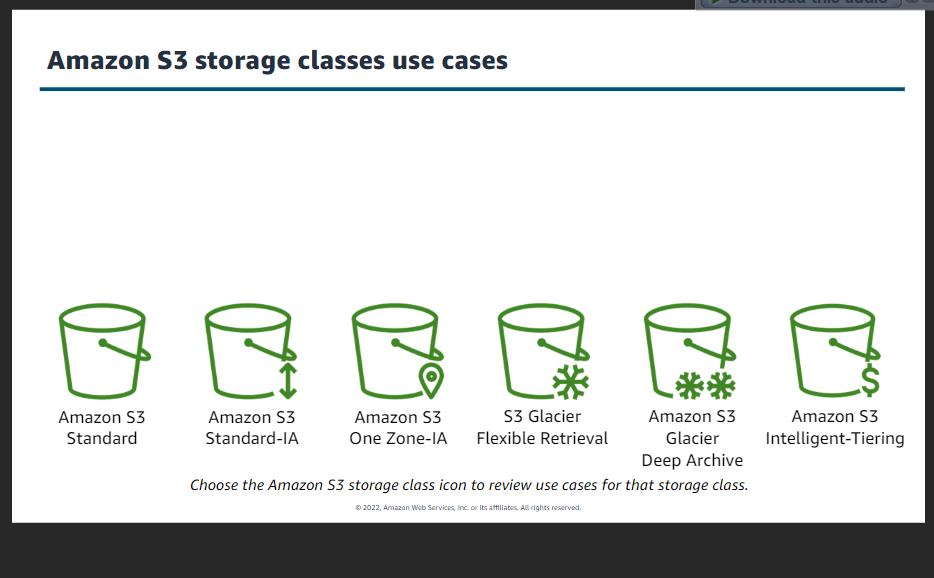 Download this audio
Amazon S3 storage classes use cases
Amazon S3
Standard
Amazon S3
Standard-IA
Amazon S3
One Zone-IA
S3 Glacier
Flexible Retrieval
Amazon S3
Glacier
Deep Archive
Amazon S3
Intelligent-Tiering
Choose the Amazon S3 storage class icon to review use cases for that storage class.
© 2022, Amazon Web Services, Inc. or its affiliates. All rights reserved.